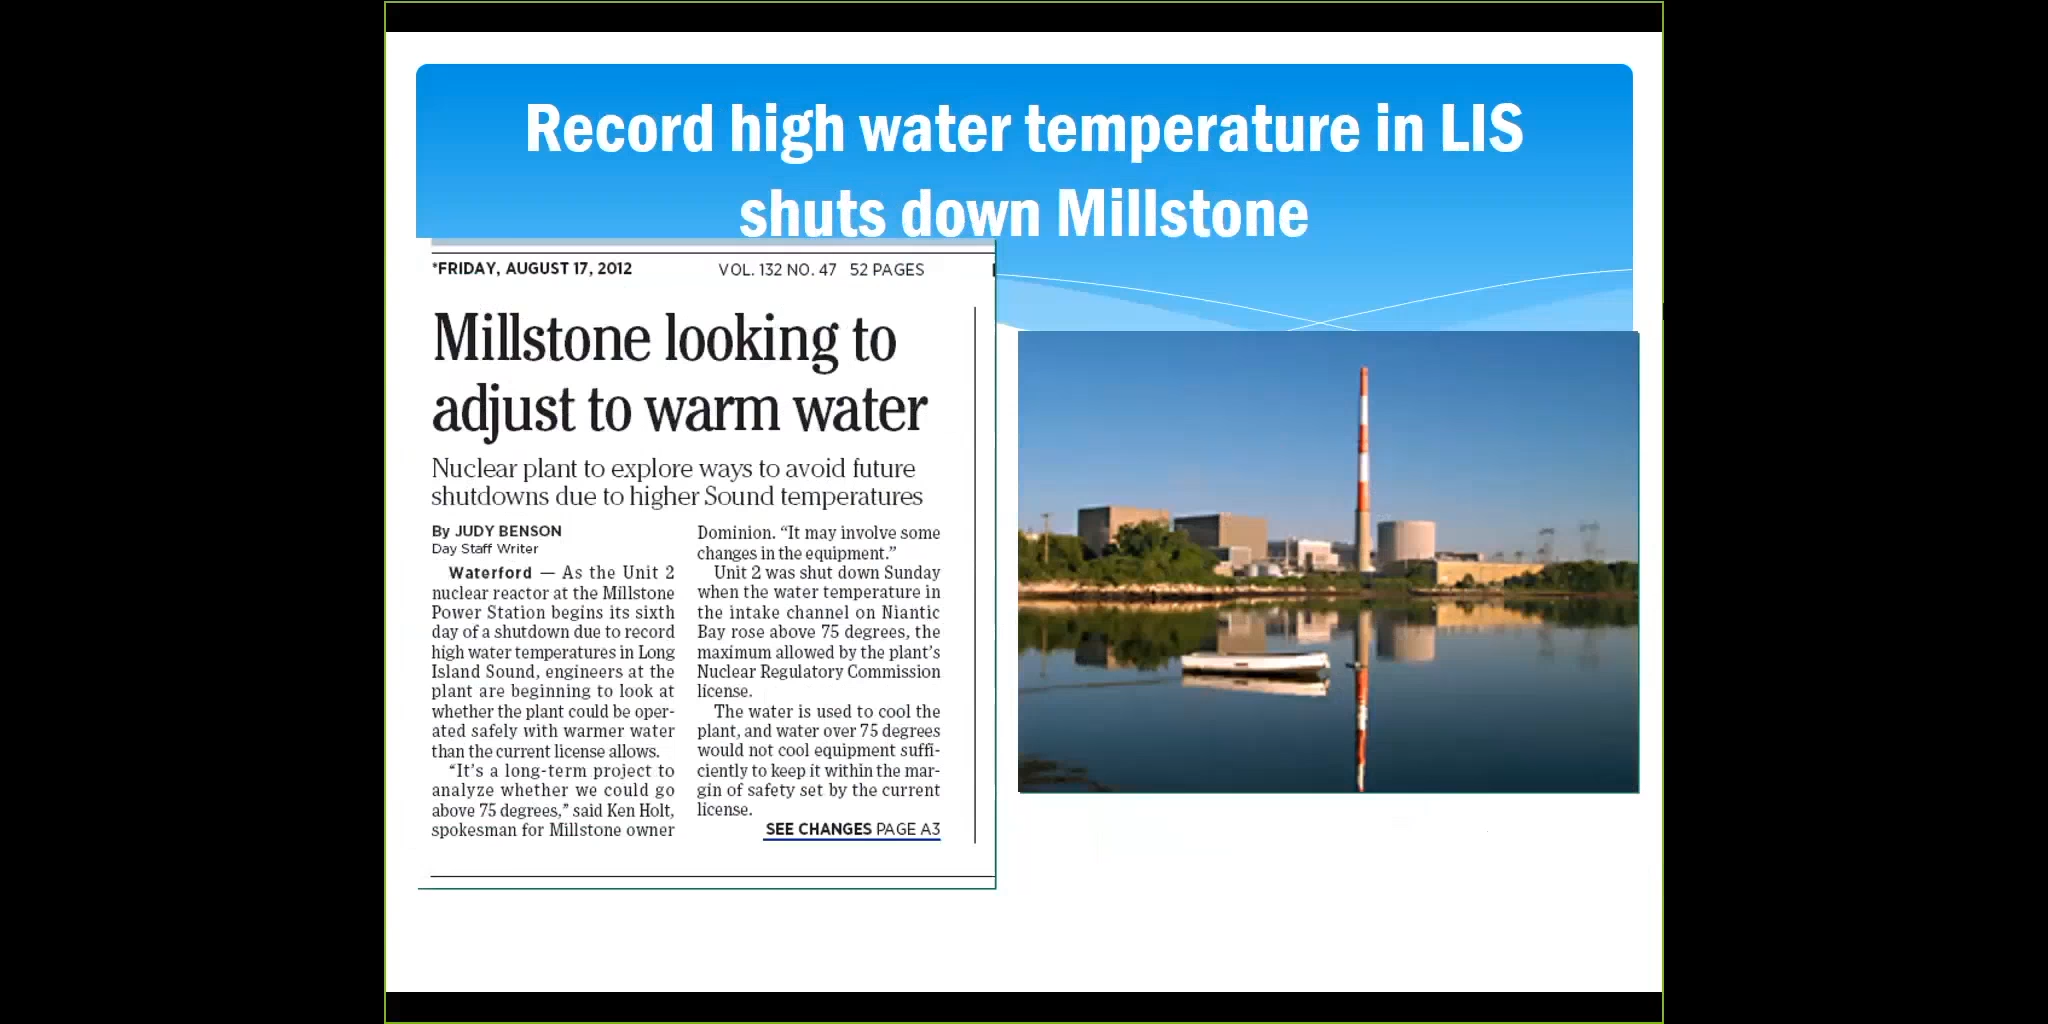 Record high water temperature in LIS
shuts down Millstone
*FRIDAY, AUGUST 17, 2012
VOL. 132 NO. 47 52 PAGES
Millstone looking to
adjust to warm water
Nuclear plant to explore ways to avoid future
shutdowns due to higher Sound temperatures
By JUDY BENSON
Day Staff Writer
Waterford — As the Unit 2
nuclear reactor at the Millstone
Power Station begins its sixth
day of a shutdown due to record
high water temperatures in Long
Island Sound, engineers at the
plant are beginning to look at
whether the plant could be oper-
ated safely with warmer water
than the current license allows.
“It’s a long-term project to
analyze whether we could go
above 75 degrees,” said Ken Holt,
spokesman for Millstone owner
Dominion. “It may involve some
changes in the equipment.”
Unit 2 was shut down Sunday
when the water temperature in
the intake channel on Niantic
Bay rose above 75 degrees, the
maximum allowed by the plant’s
Nuclear Regulatory Commission
license.
The water is used to cool the
plant, and water over 75 degrees
would not cool equipment suffi-
ciently to keep it within the mar-
gin of safety set by the current
license.
SEE CHANGES PAGE A3